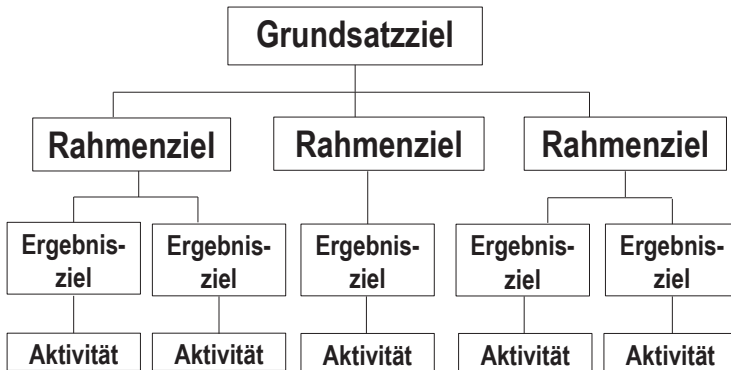 Grundsatzziel
Rahmenziel Rahmenziel Rahmenziel
Ergebnis- Ergebnis- Ergebnis- Ergebnis- Ergebnis-
ziel ziel ziel ziel ziel
Aktivität Aktivität Aktivität Aktivität Aktivität